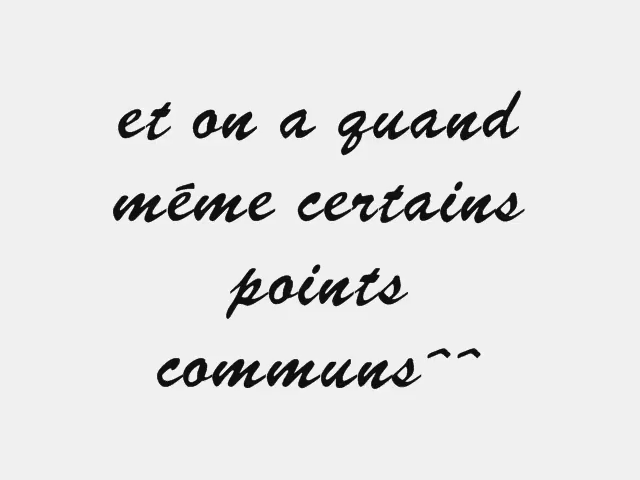 et on a quand
même certains
points
communs^^